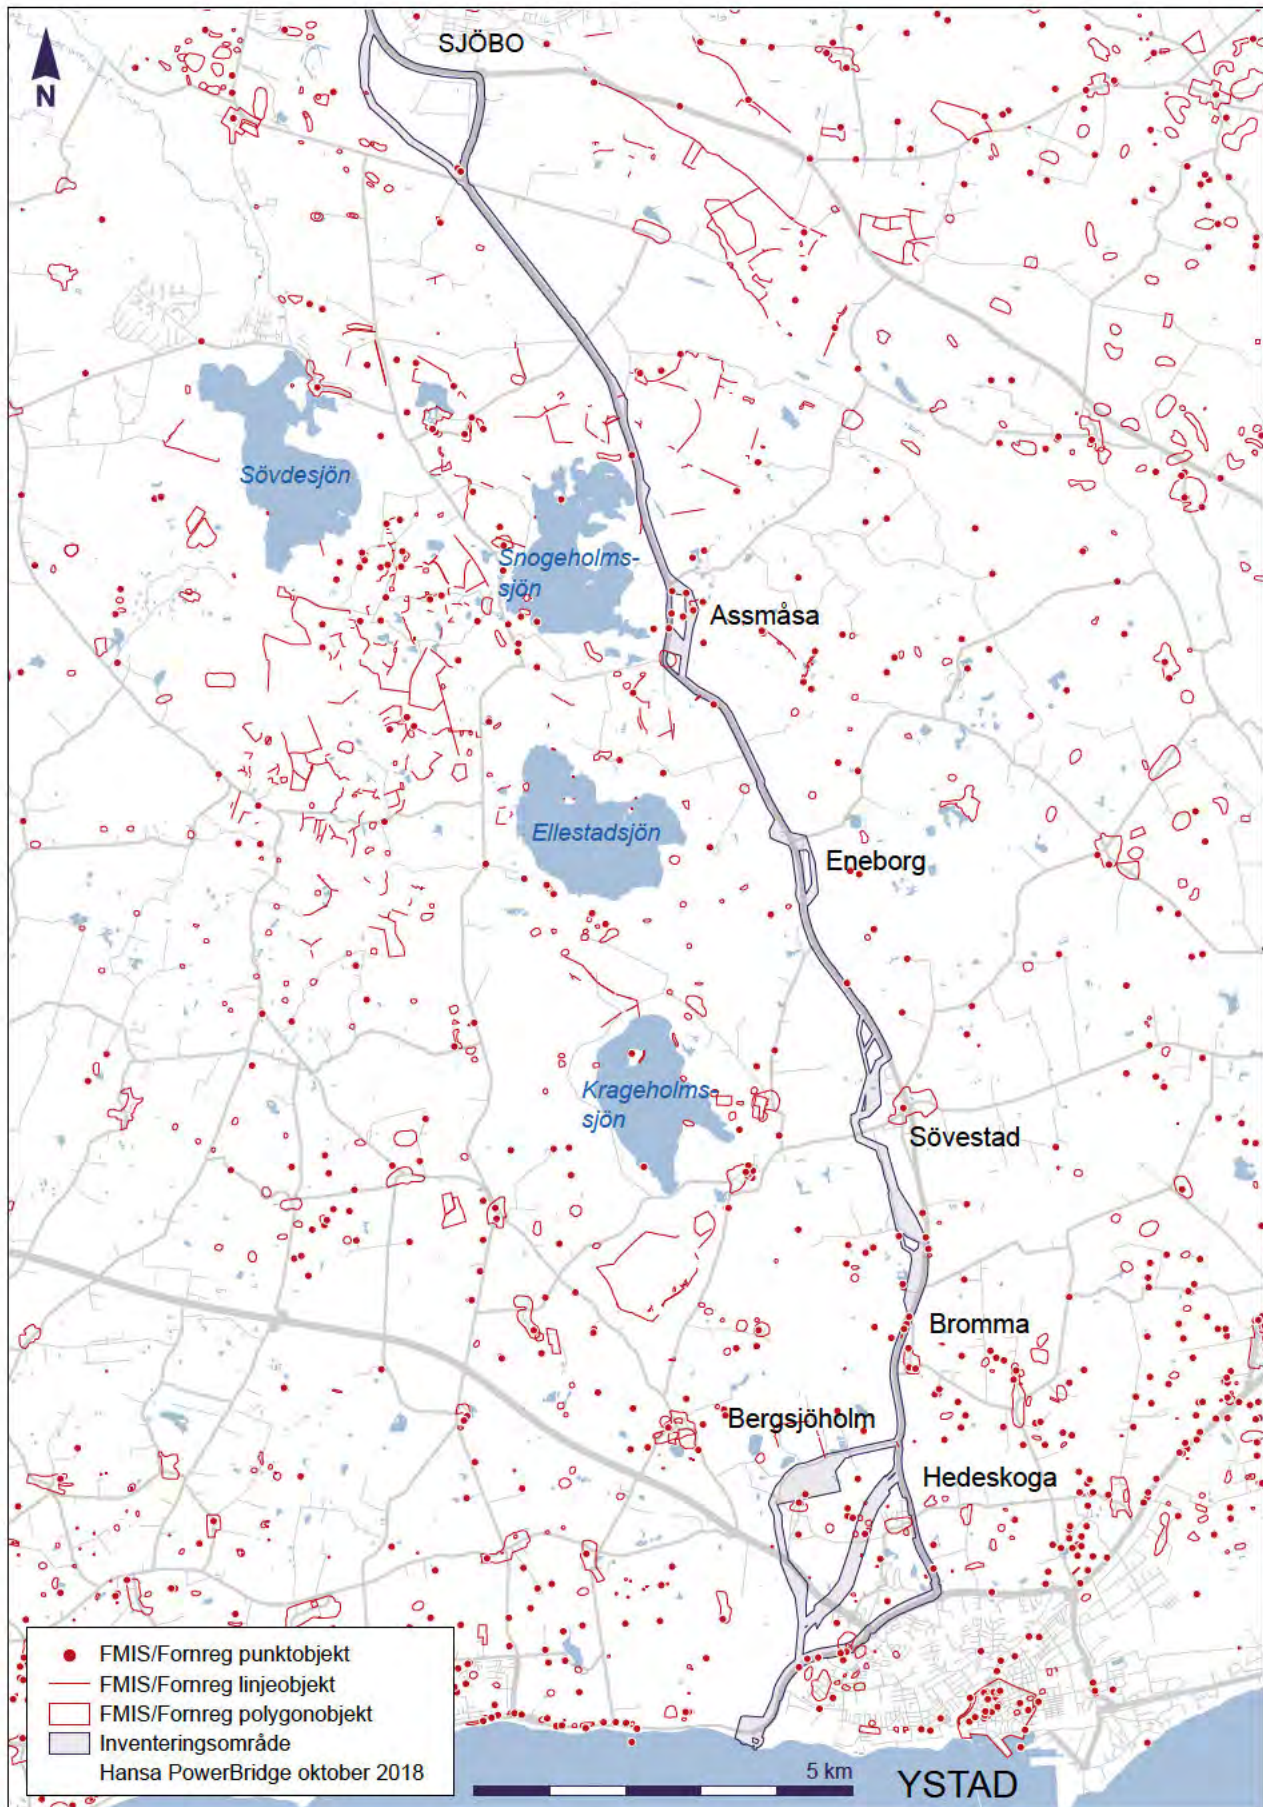 SJÖBO
N
Sövdesjön
Snogeholms-
sjön
Assmåsa
Ellestadsjön
Eneborg
Krageholms-
sjön
Sövestad
Bromma
Bergsjöholm
Hedeskoga
FMIS/Fornreg punktobjekt
FMIS/Fornreg linjeobjekt
FMIS/Fornreg polygonobjekt
Inventeringsområde
Hansa PowerBridge oktober 2018
5 km
YSTAD